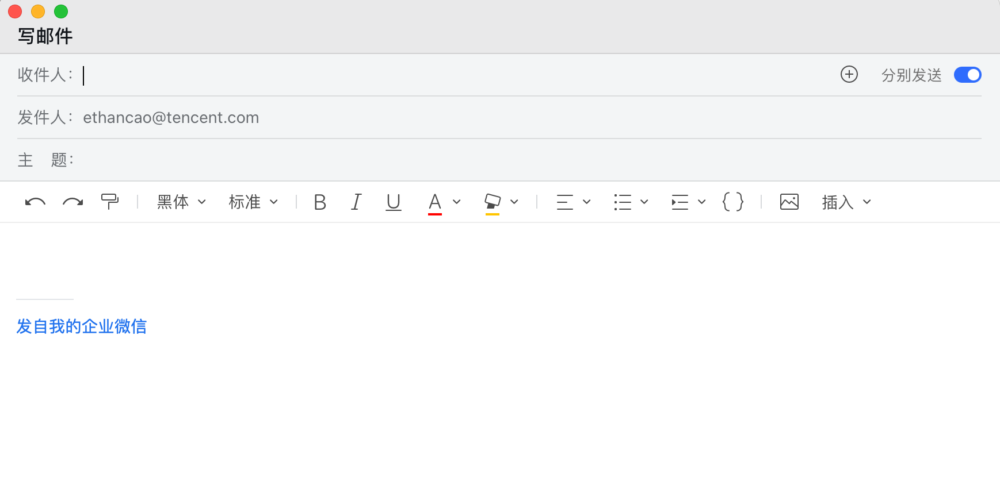 写邮件
收件人：
分别发送
发件人： ethancao@tencent.com
主 题：
黑体 标准 B I U A {} 插入
发自我的企业微信